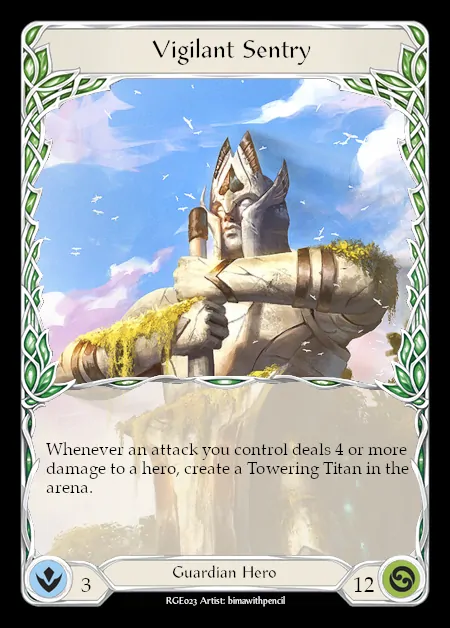 Vigilant Sentry
Whenever an attack you control deals 4 or more
damage to a hero, create a Towering Titan in the
arena.
3
Guardian Hero
12
RGE023 Artist: bimawithpencil